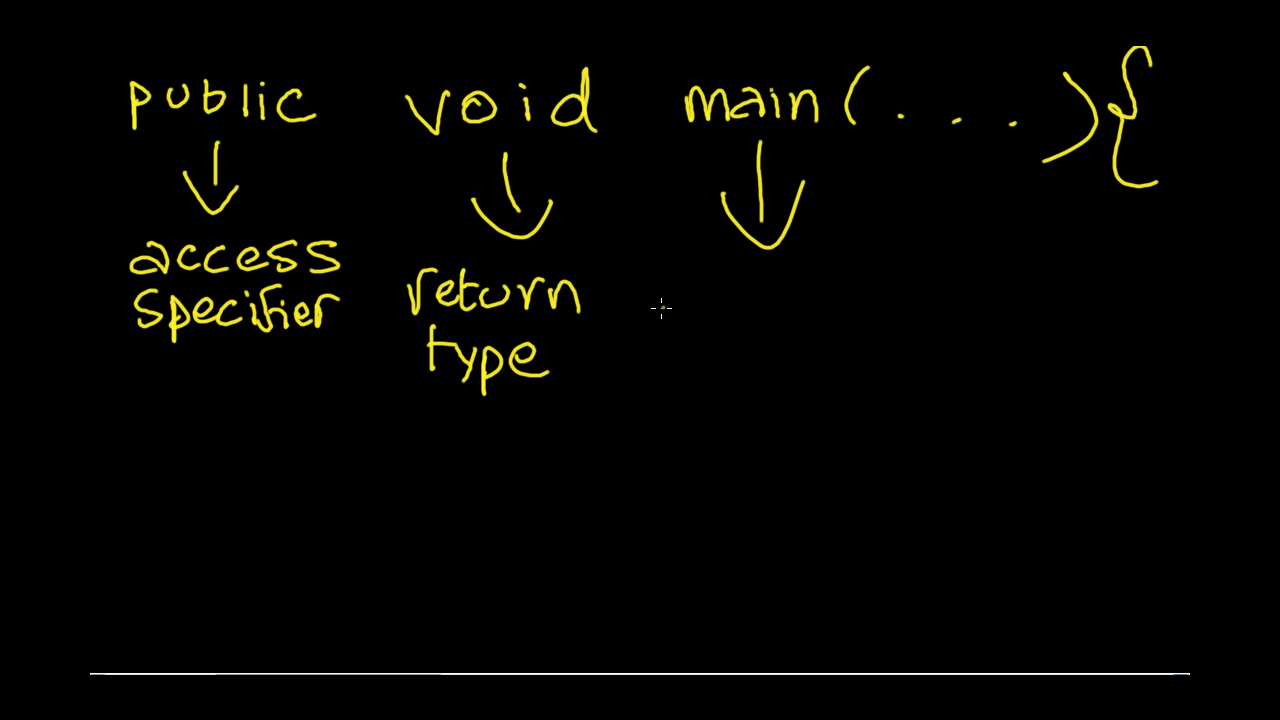 public void main(...){
access
specifier
return
type